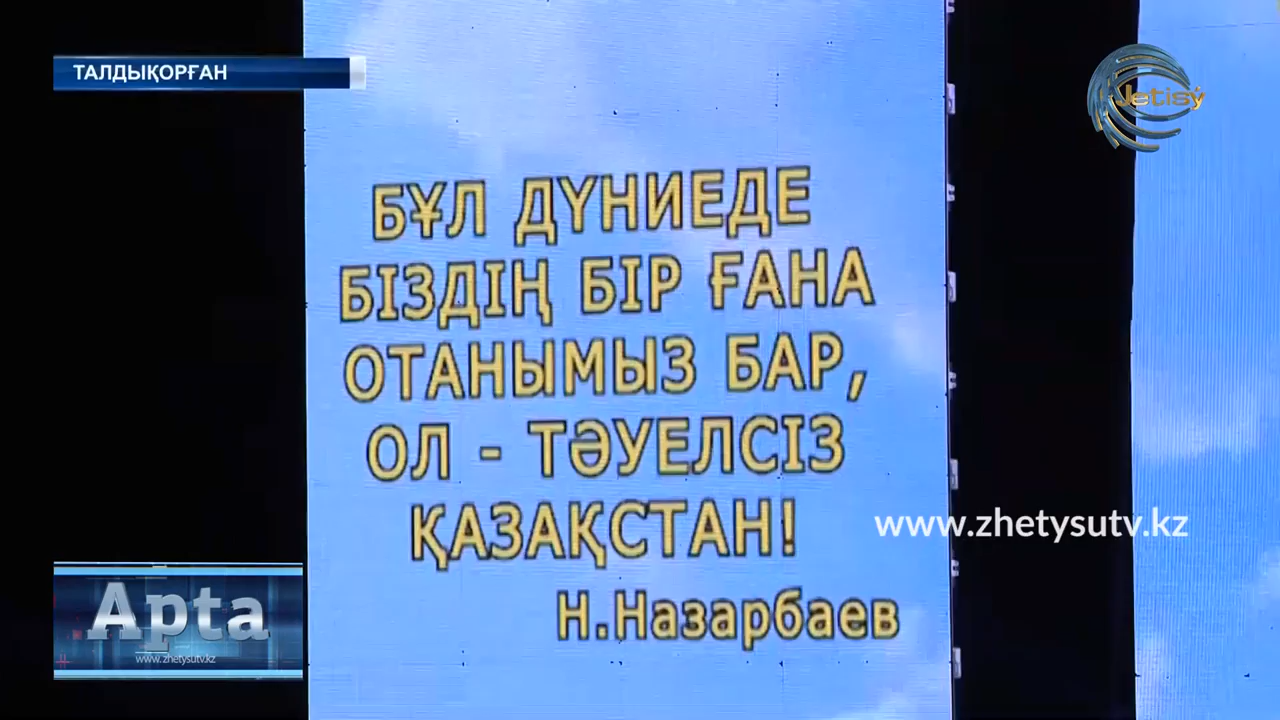 ТАЛДЫҚОРҒАН
Jetisý
БҰЛ ДҮНИЕДЕ
БІЗДІҢ БІР ҒАНА
ОТАНЫМЫЗ БАР,
ОЛ - ТӘУЕЛСІЗ
ҚАЗАҚСТАН!
Н.Назарбаев
www.zhetysutv.kz
Apta
www.zhetysutv.kz